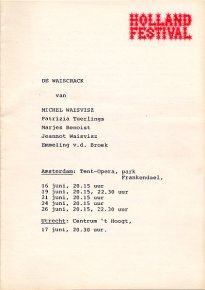 HOLLAND
FESTIVAL
DE WAISCHACK
van
MICHEL WAISVISZ
Patrizia Tuerlings
Marjes Benoist
Jeannot Waisvisz
Emmeling v.d. Broek
Amsterdam: Tent-Opera, park
Frankendael,
16 juni, 20.15 uur
19 juni, 20.15, 22.30 uur
21 juni, 20.15 uur
24 juni, 20.15 uur
26 juni, 20.15, 22.30 uur
Utrecht: Centrum 't Hoogt,
17 juni, 20.30 uur.